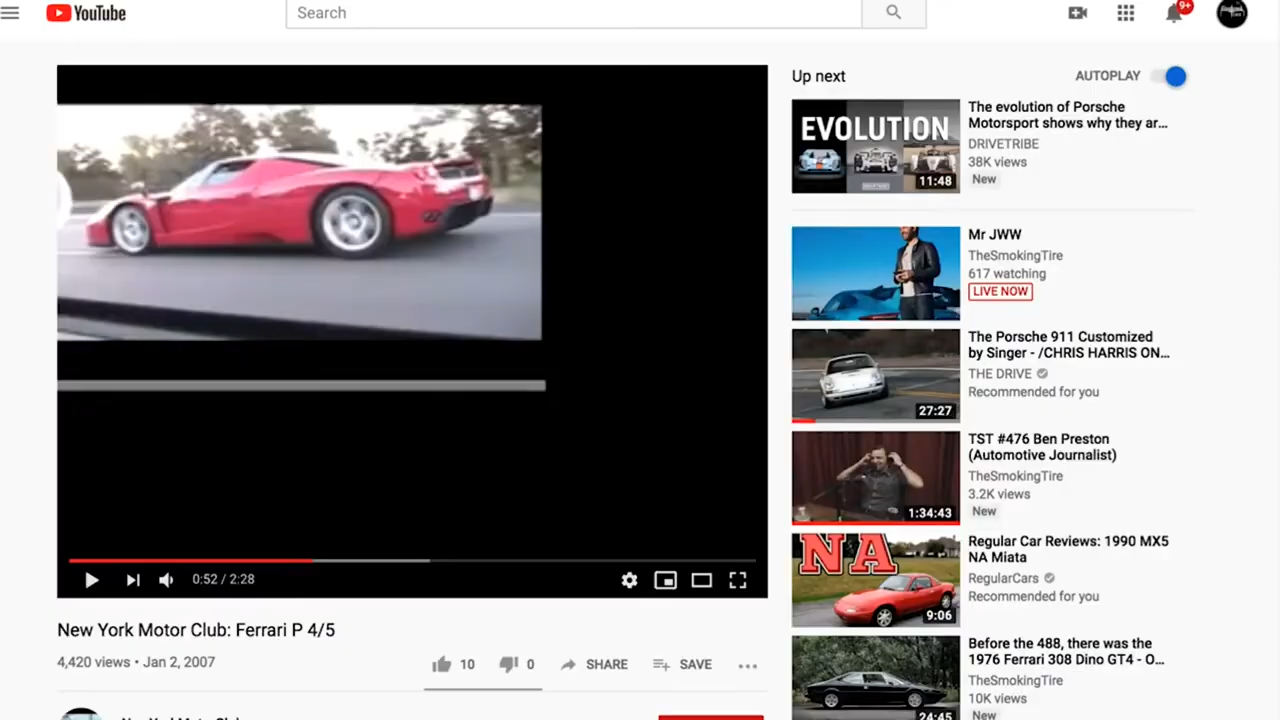 YouTube
Search
9+
0:52 / 2:28
New York Motor Club: Ferrari P 4/5
4,420 views • Jan 2, 2007
10
0
SHARE
SAVE
Up next
AUTOPLAY
EVOLUTION
11:48
The evolution of Porsche
Motorsport shows why they ar...
DRIVETRIBE
38K views
New
Mr JWW
TheSmokingTire
617 watching
LIVE NOW
27:27
The Porsche 911 Customized
by Singer - /CHRIS HARRIS ON...
THE DRIVE
Recommended for you
1:34:43
TST #476 Ben Preston
(Automotive Journalist)
TheSmokingTire
3.2K views
New
NA
9:06
Regular Car Reviews: 1990 MX5
NA Miata
RegularCars
Recommended for you
24:45
Before the 488, there was the
1976 Ferrari 308 Dino GT4 - O...
TheSmokingTire
10K views
New